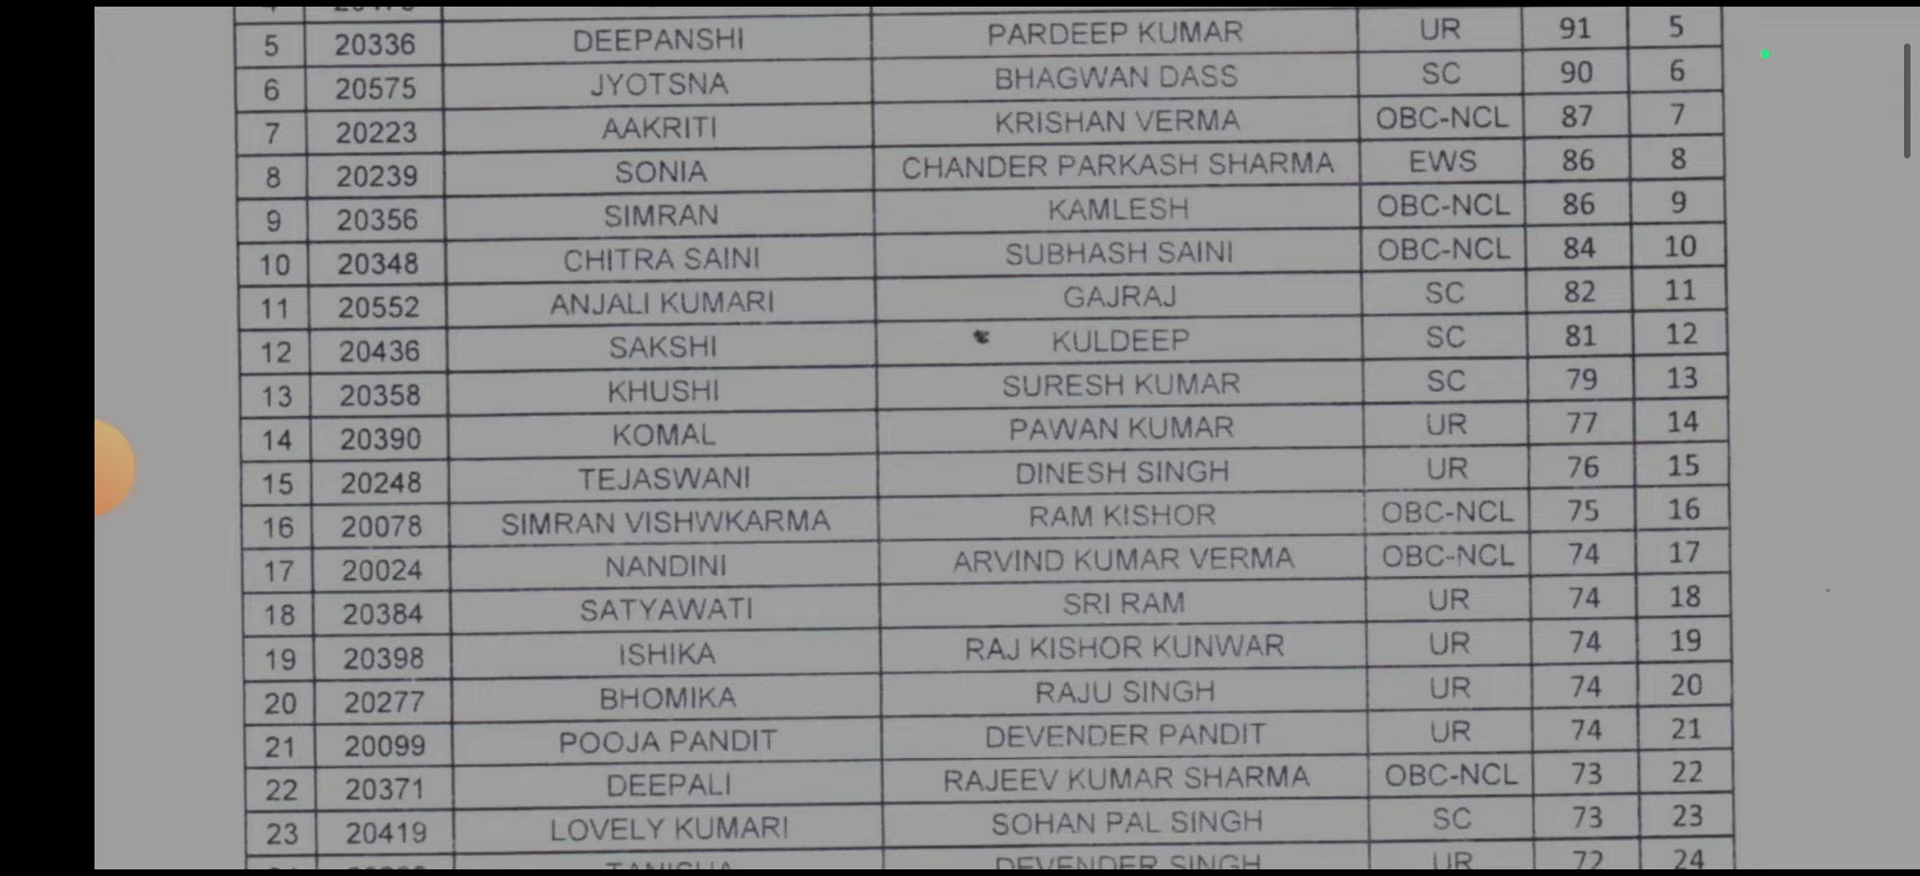 5 20336 DEEPANSHI PARDEEP KUMAR UR 91 5
6 20575 JYOTSNA BHAGWAN DASS SC 90 6
7 20223 AAKRITI KRISHAN VERMA OBC-NCL 87 7
8 20239 SONIA CHANDER PARKASH SHARMA EWS 86 8
9 20356 SIMRAN KAMLESH OBC-NCL 86 9
10 20348 CHITRA SAINI SUBHASH SAINI OBC-NCL 84 10
11 20552 ANJALI KUMARI GAJRAJ SC 82 11
12 20436 SAKSHI KULDEEP SC 81 12
13 20358 KHUSHI SURESH KUMAR SC 79 13
14 20390 KOMAL PAWAN KUMAR UR 77 14
15 20248 TEJASWANI DINESH SINGH UR 76 15
16 20078 SIMRAN VISHWKARMA RAM KISHOR OBC-NCL 75 16
17 20024 NANDINI ARVIND KUMAR VERMA OBC-NCL 74 17
18 20384 SATYAWATI SRI RAM UR 74 18
19 20398 ISHIKA RAJ KISHOR KUNWAR UR 74 19
20 20277 BHOMIKA RAJU SINGH UR 74 20
21 20099 POOJA PANDIT DEVENDER PANDIT UR 74 21
22 20371 DEEPALI RAJEEV KUMAR SHARMA OBC-NCL 73 22
23 20419 LOVELY KUMARI SOHAN PAL SINGH SC 73 23
DEVENDER SINGH UR 72 24